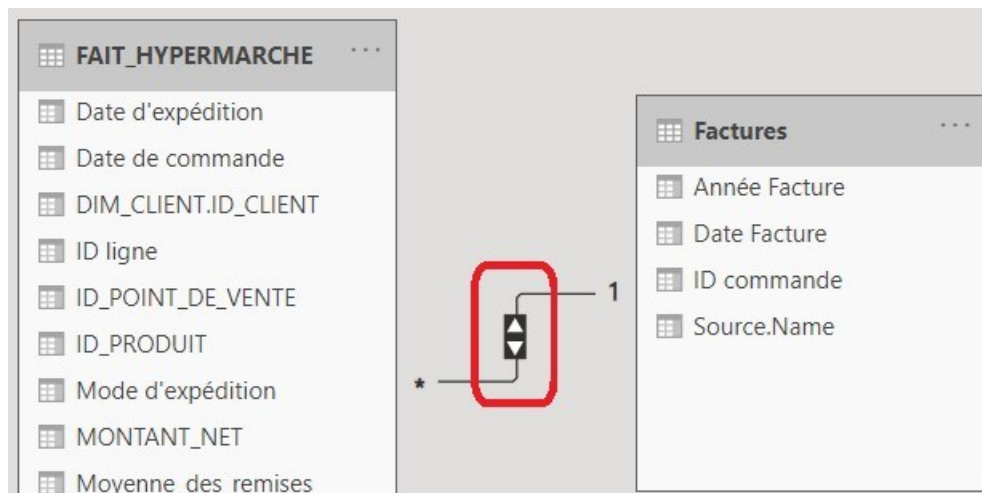 FAIT_HYPERMARCHE ...
Date d'expédition
Date de commande
DIM_CLIENT.ID_CLIENT
ID ligne
ID_POINT_DE_VENTE
ID_PRODUIT
Mode d'expédition
MONTANT_NET
Moyenne des remises
*
1
Factures ...
Année Facture
Date Facture
ID commande
Source.Name